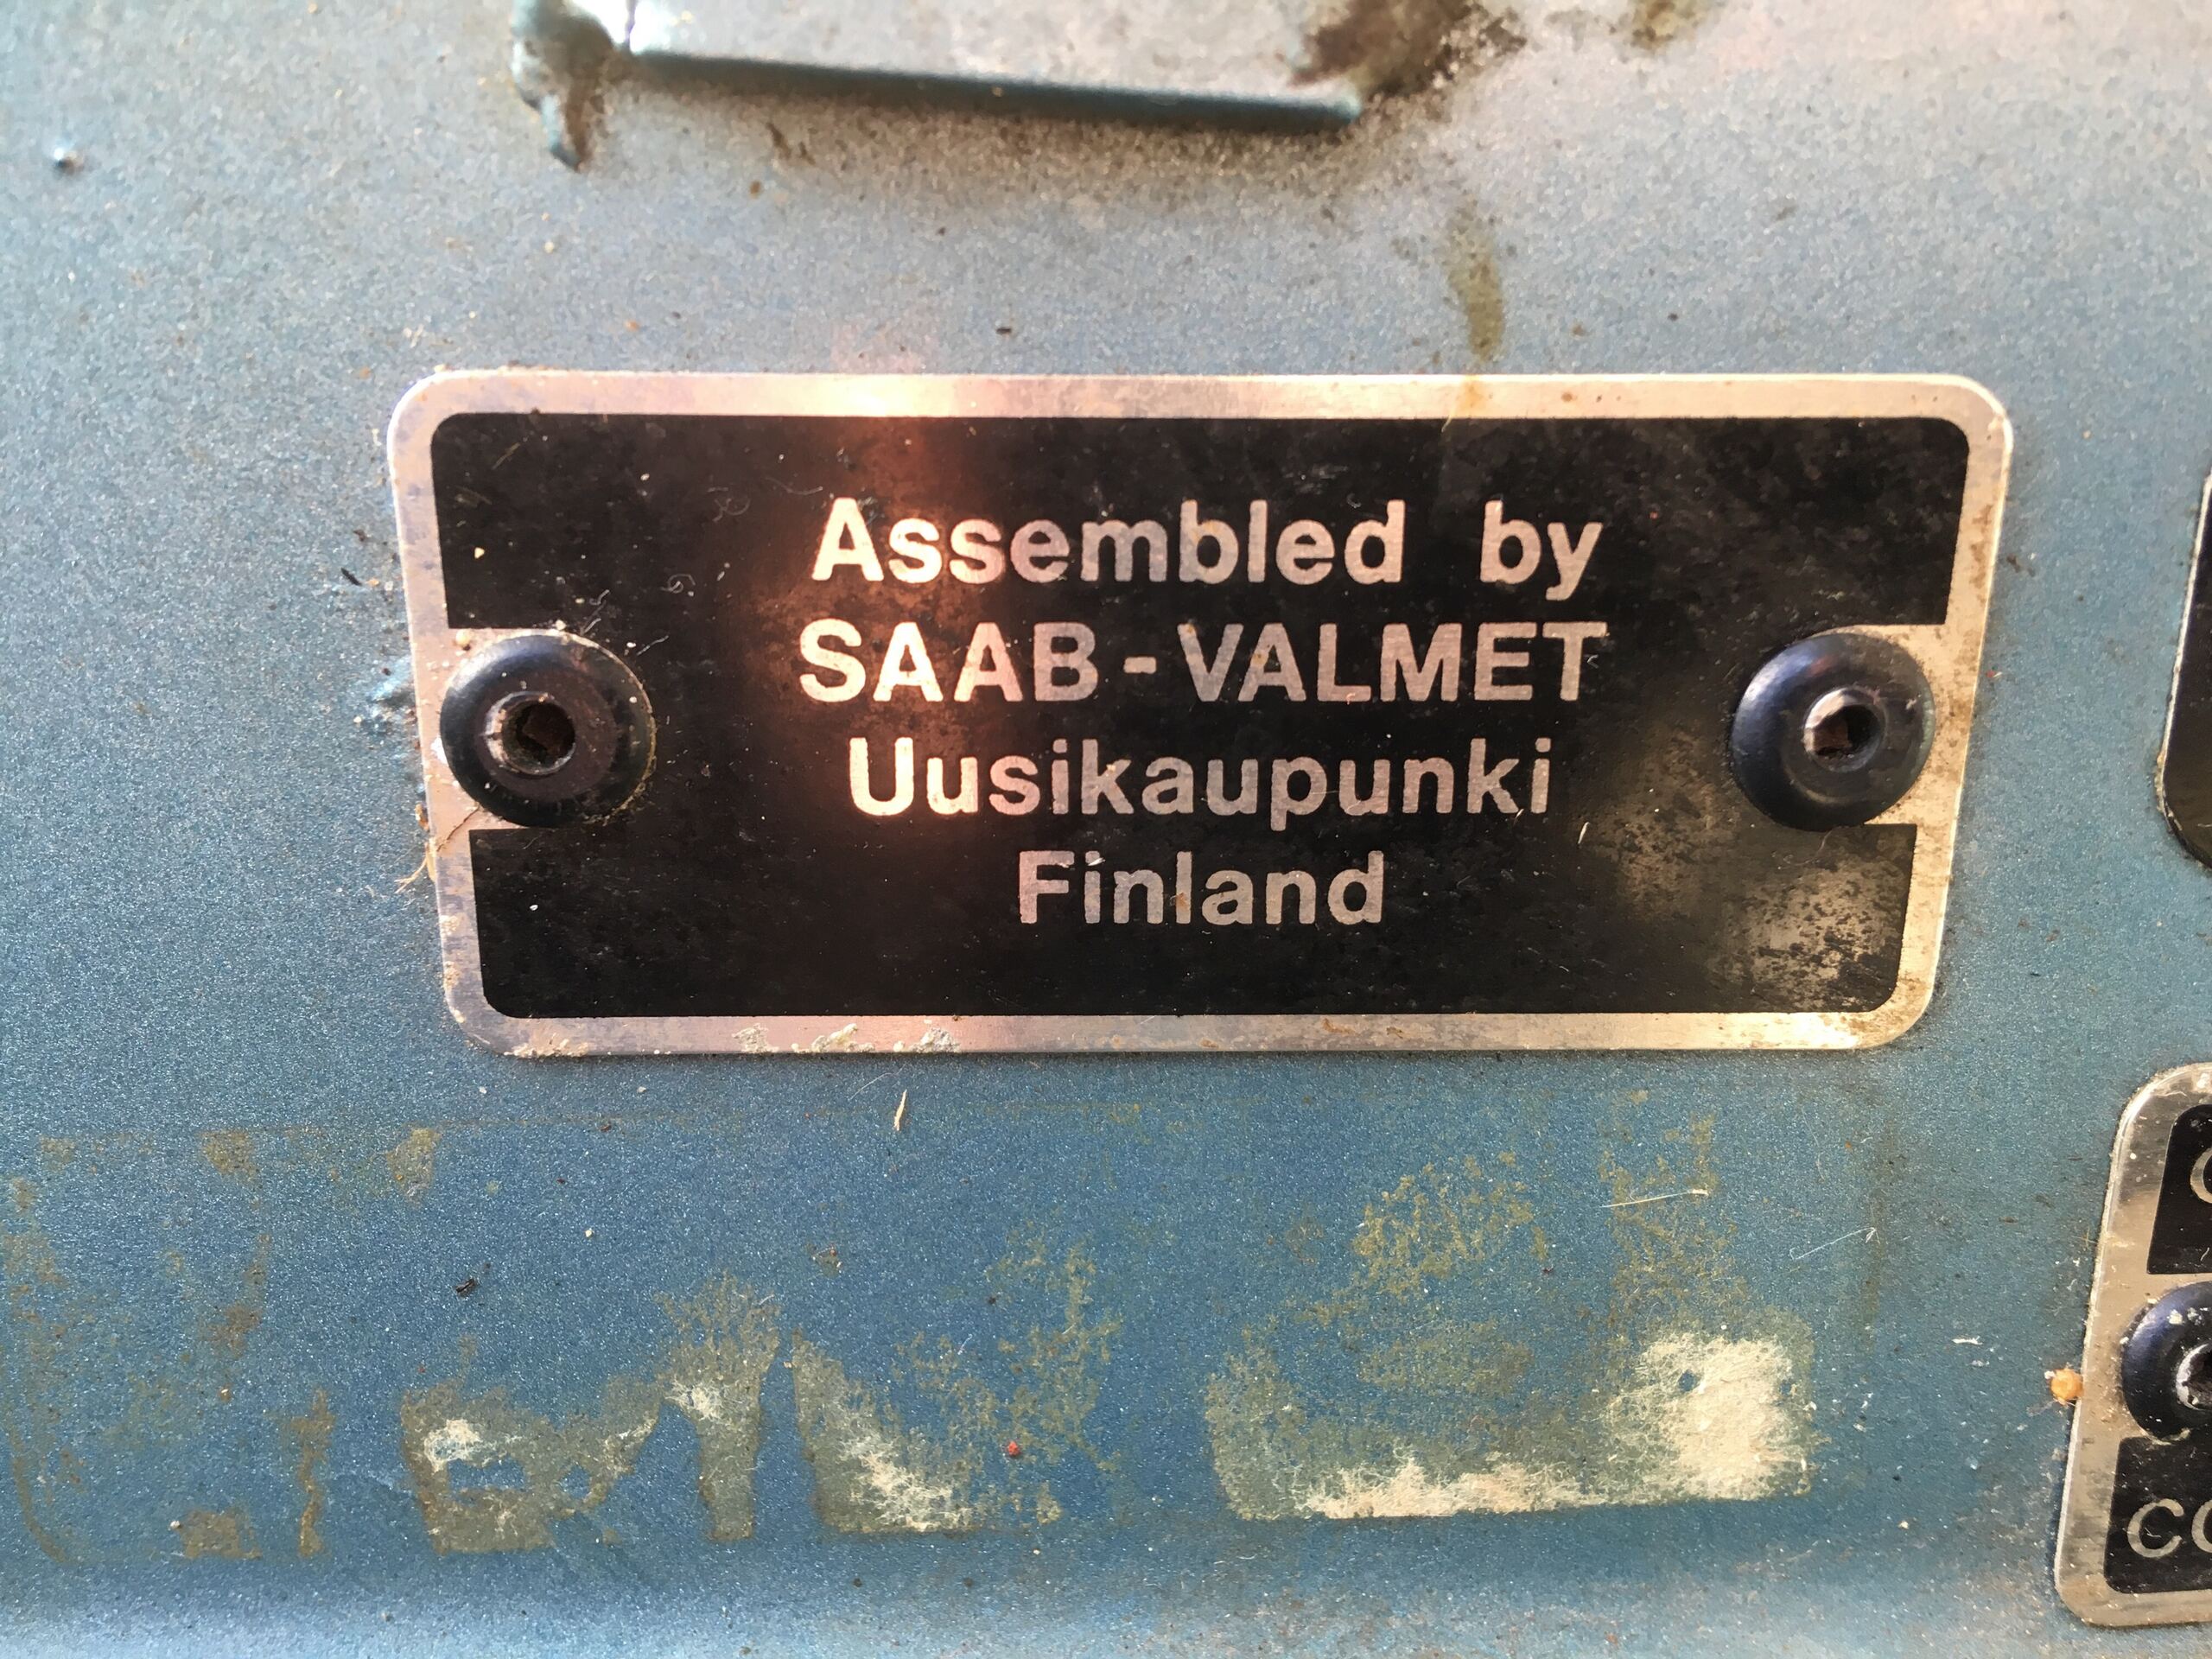 Assembled by
SAAB-VALMET
Uusikaupunki
Finland